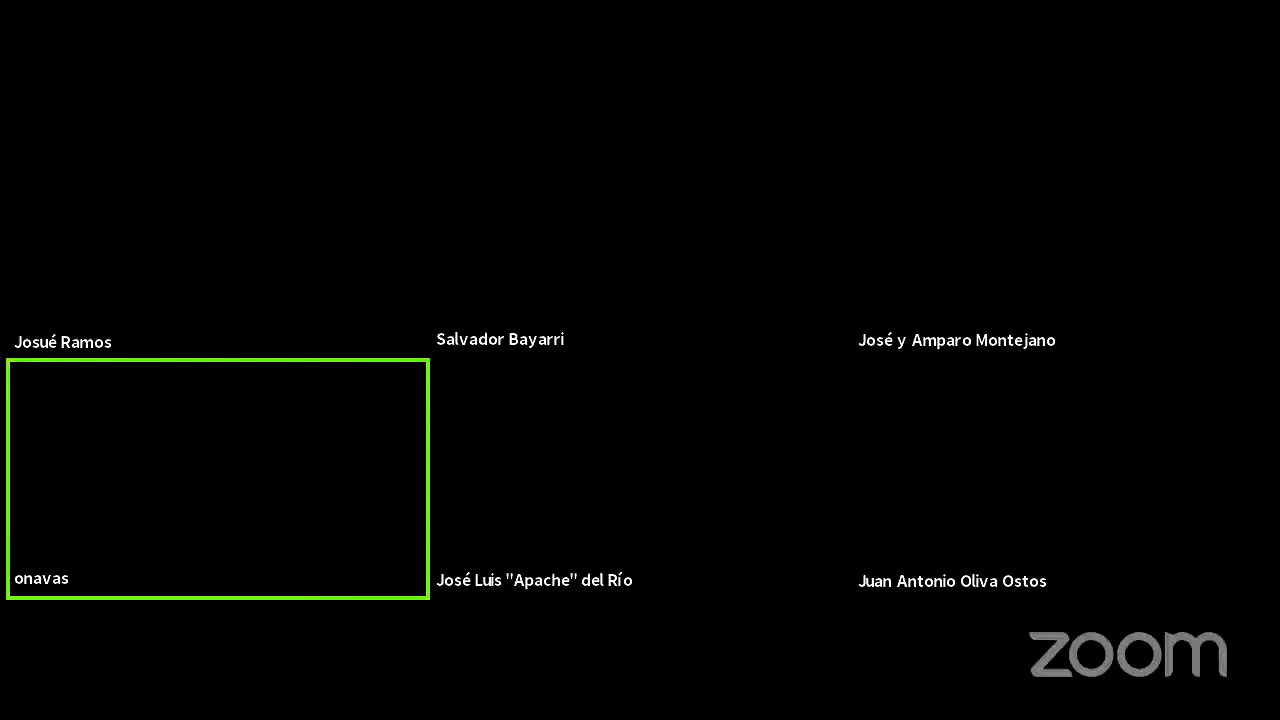 Josué Ramos
Salvador Bayarri
José y Amparo Montejano
onavas
José Luis "Apache" del Río
Juan Antonio Oliva Ostos
zoom